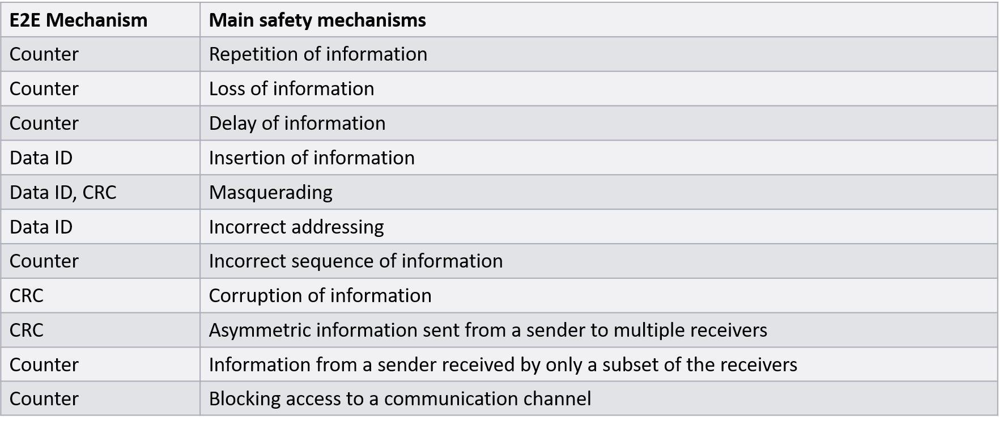 E2E Mechanism Main safety mechanisms
Counter Repetition of information
Counter Loss of information
Counter Delay of information
Data ID Insertion of information
Data ID, CRC Masquerading
Data ID Incorrect addressing
Counter Incorrect sequence of information
CRC Corruption of information
CRC Asymmetric information sent from a sender to multiple receivers
Counter Information from a sender received by only a subset of the receivers
Counter Blocking access to a communication channel